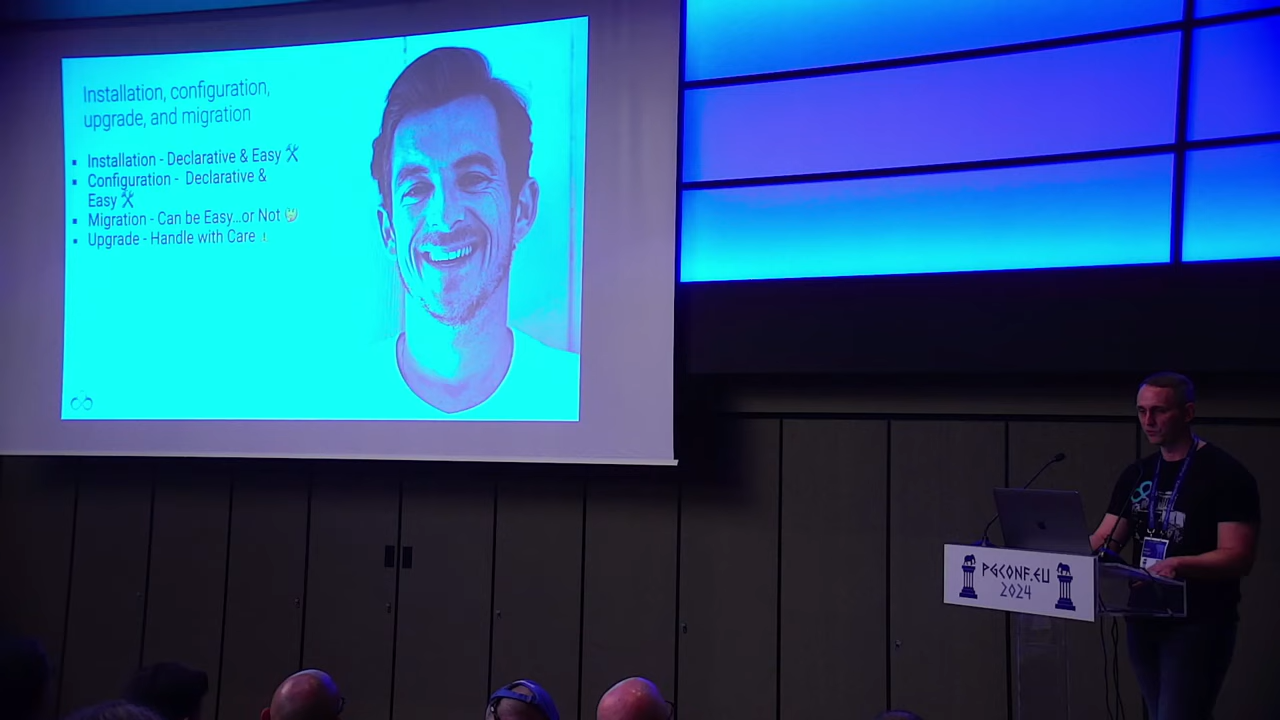 Installation, configuration,
upgrade, and migration
Installation - Declarative & Easy 🛠
Configuration - Declarative &
Easy 🛠
Migration - Can be Easy...or Not
Upgrade - Handle with Care
PGCONF.EU
2024